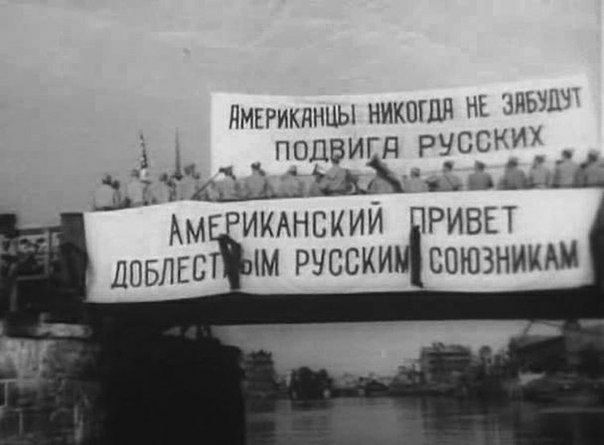 Американцы никогда не забудут
подвига русских
Американский привет
доблестным русским союзникам